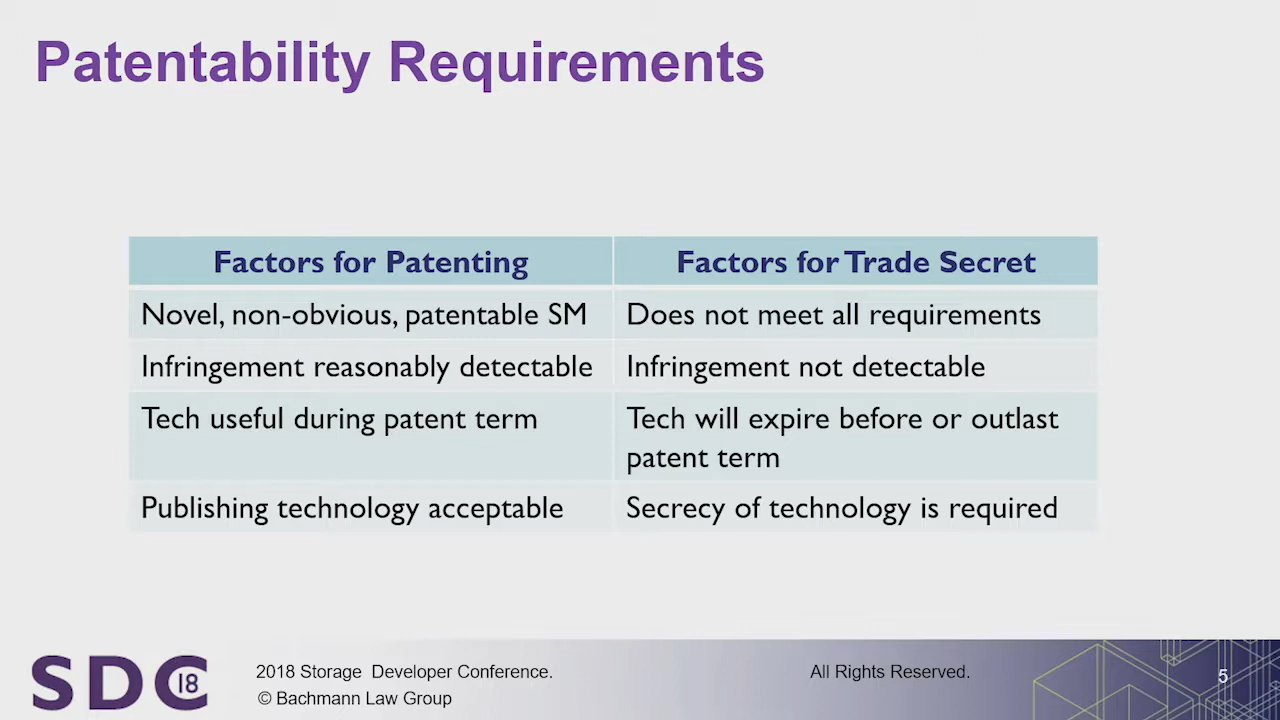 Patentability Requirements
Factors for Patenting
Factors for Trade Secret
Novel, non-obvious, patentable SM
Does not meet all requirements
Infringement reasonably detectable
Infringement not detectable
Tech useful during patent term
Tech will expire before or outlast
patent term
Publishing technology acceptable
Secrecy of technology is required
SDC 18
2018 Storage Developer Conference.
© Bachmann Law Group
All Rights Reserved.
5